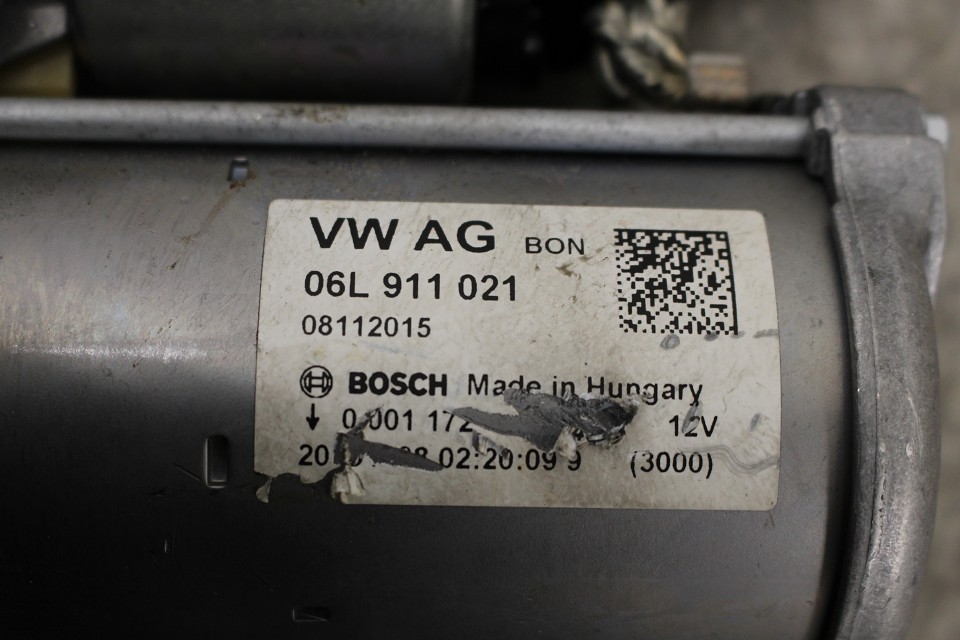 VW AG BON
06L 911 021
08112015
BOSCH Made in Hungary
0 001 172 12V
02:20:09 9 (3000)